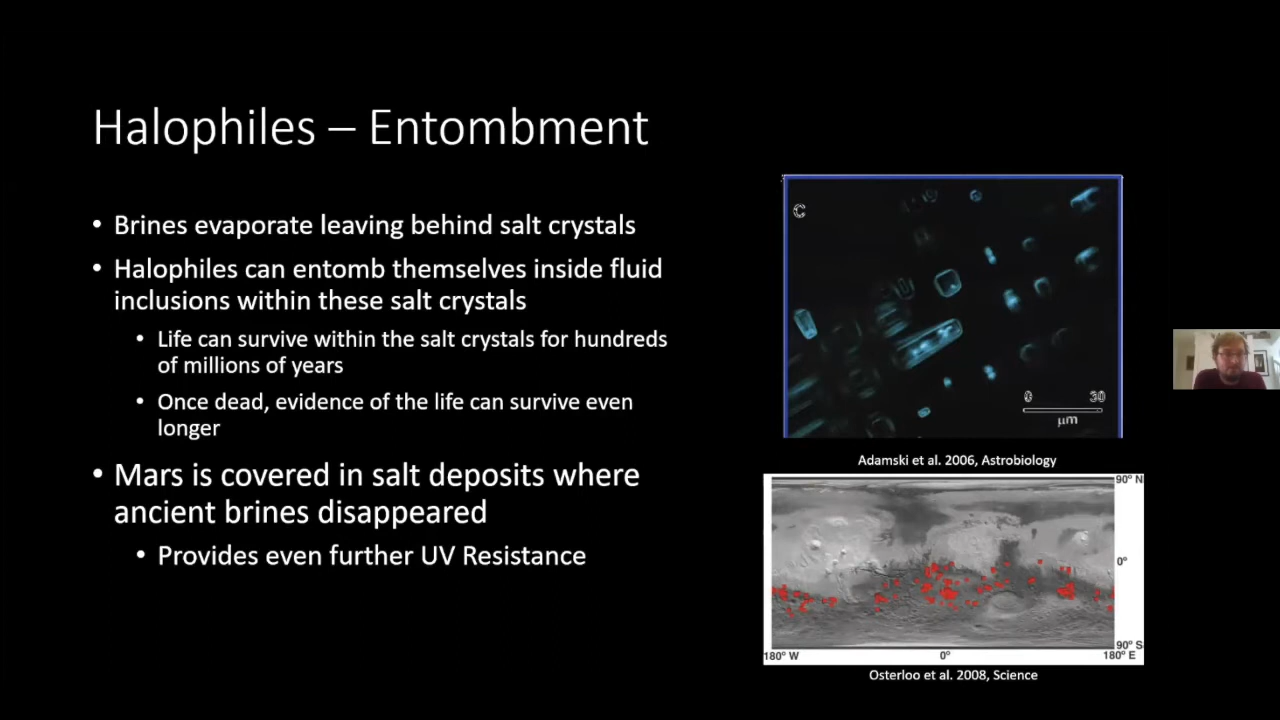 Halophiles – Entombment
• Brines evaporate leaving behind salt crystals
• Halophiles can entomb themselves inside fluid
inclusions within these salt crystals
• Life can survive within the salt crystals for hundreds
of millions of years
• Once dead, evidence of the life can survive even
longer
• Mars is covered in salt deposits where
ancient brines disappeared
• Provides even further UV Resistance
C
0 30
μm
Adamski et al. 2006, Astrobiology
90° N
0°
90° S
180° W 0° 180° E
Osterloo et al. 2008, Science